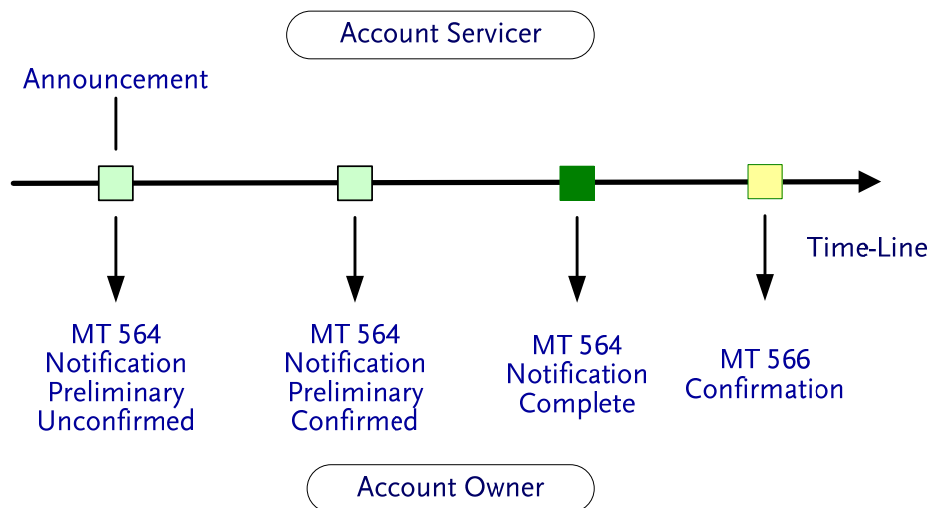 Account Servicer
Announcement
Time-Line
MT 564
Notification
Preliminary
Unconfirmed
MT 564
Notification
Preliminary
Confirmed
MT 564
Notification
Complete
MT 566
Confirmation
Account Owner